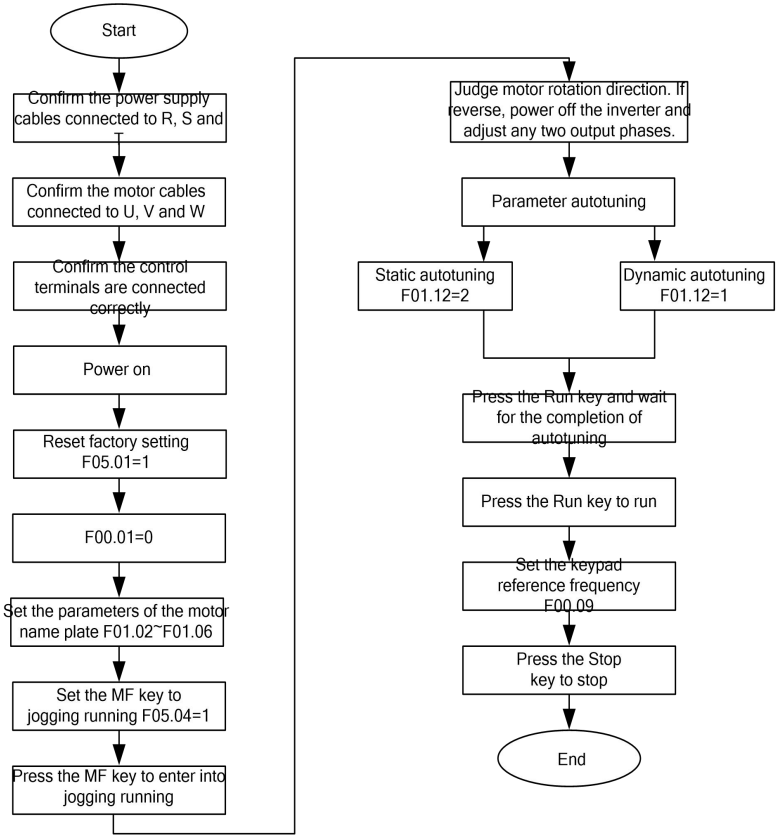 Start
Confirm the power supply
cables connected to R, S and
T
Confirm the motor cables
connected to U, V and W
Confirm the control
terminals are connected
correctly
Power on
Reset factory setting
F05.01=1
F00.01=0
Set the parameters of the motor
name plate F01.02~F01.06
Set the MF key to
jogging running F05.04=1
Press the MF key to enter into
jogging running
Judge motor rotation direction. If
reverse, power off the inverter and
adjust any two output phases.
Parameter autotuning
Static autotuning
F01.12=2
Dynamic autotuning
F01.12=1
Press the Run key and wait
for the completion of
autotuning
Press the Run key to run
Set the keypad
reference frequency
F00.09
Press the Stop
key to stop
End